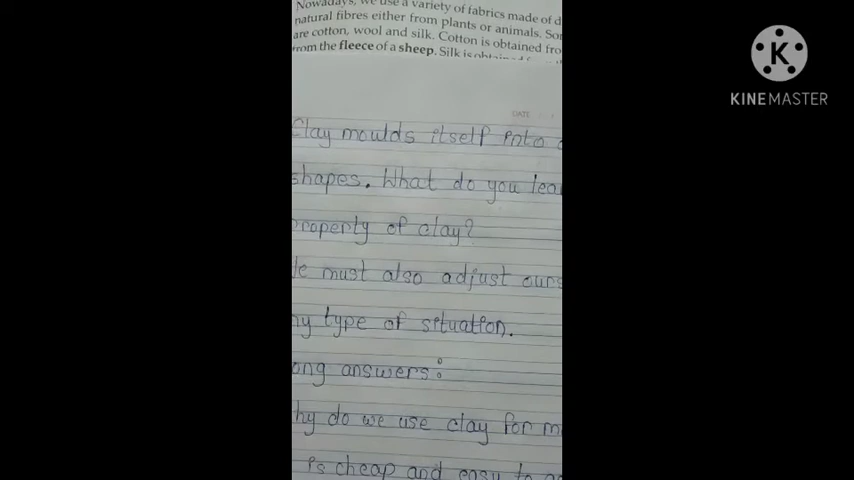 Nowadays, we use a variety of fabrics made of
natural fibres either from plants or animals.
are cotton, wool and silk. Cotton is obtained
from the fleece of a sheep. Silk is
DATE
Clay moulds itself into
shapes. What do you
property of clay?
must also adjust
type of situation.
answers:
do we use clay for
is cheap and easy to
KINEMASTER